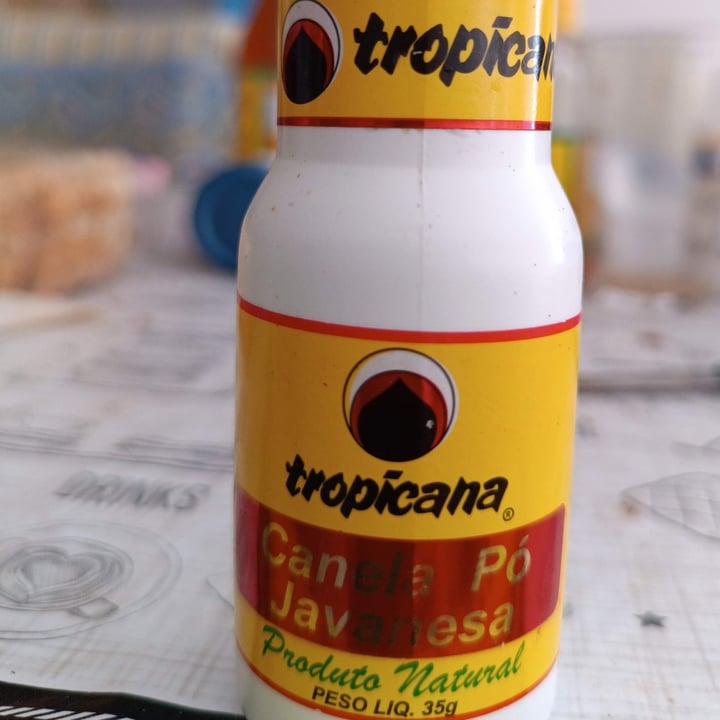 tropicana
tropicana®
Canela Pó
Javanesa
Produto Natural
PESO LIQ. 35g
DRINKS